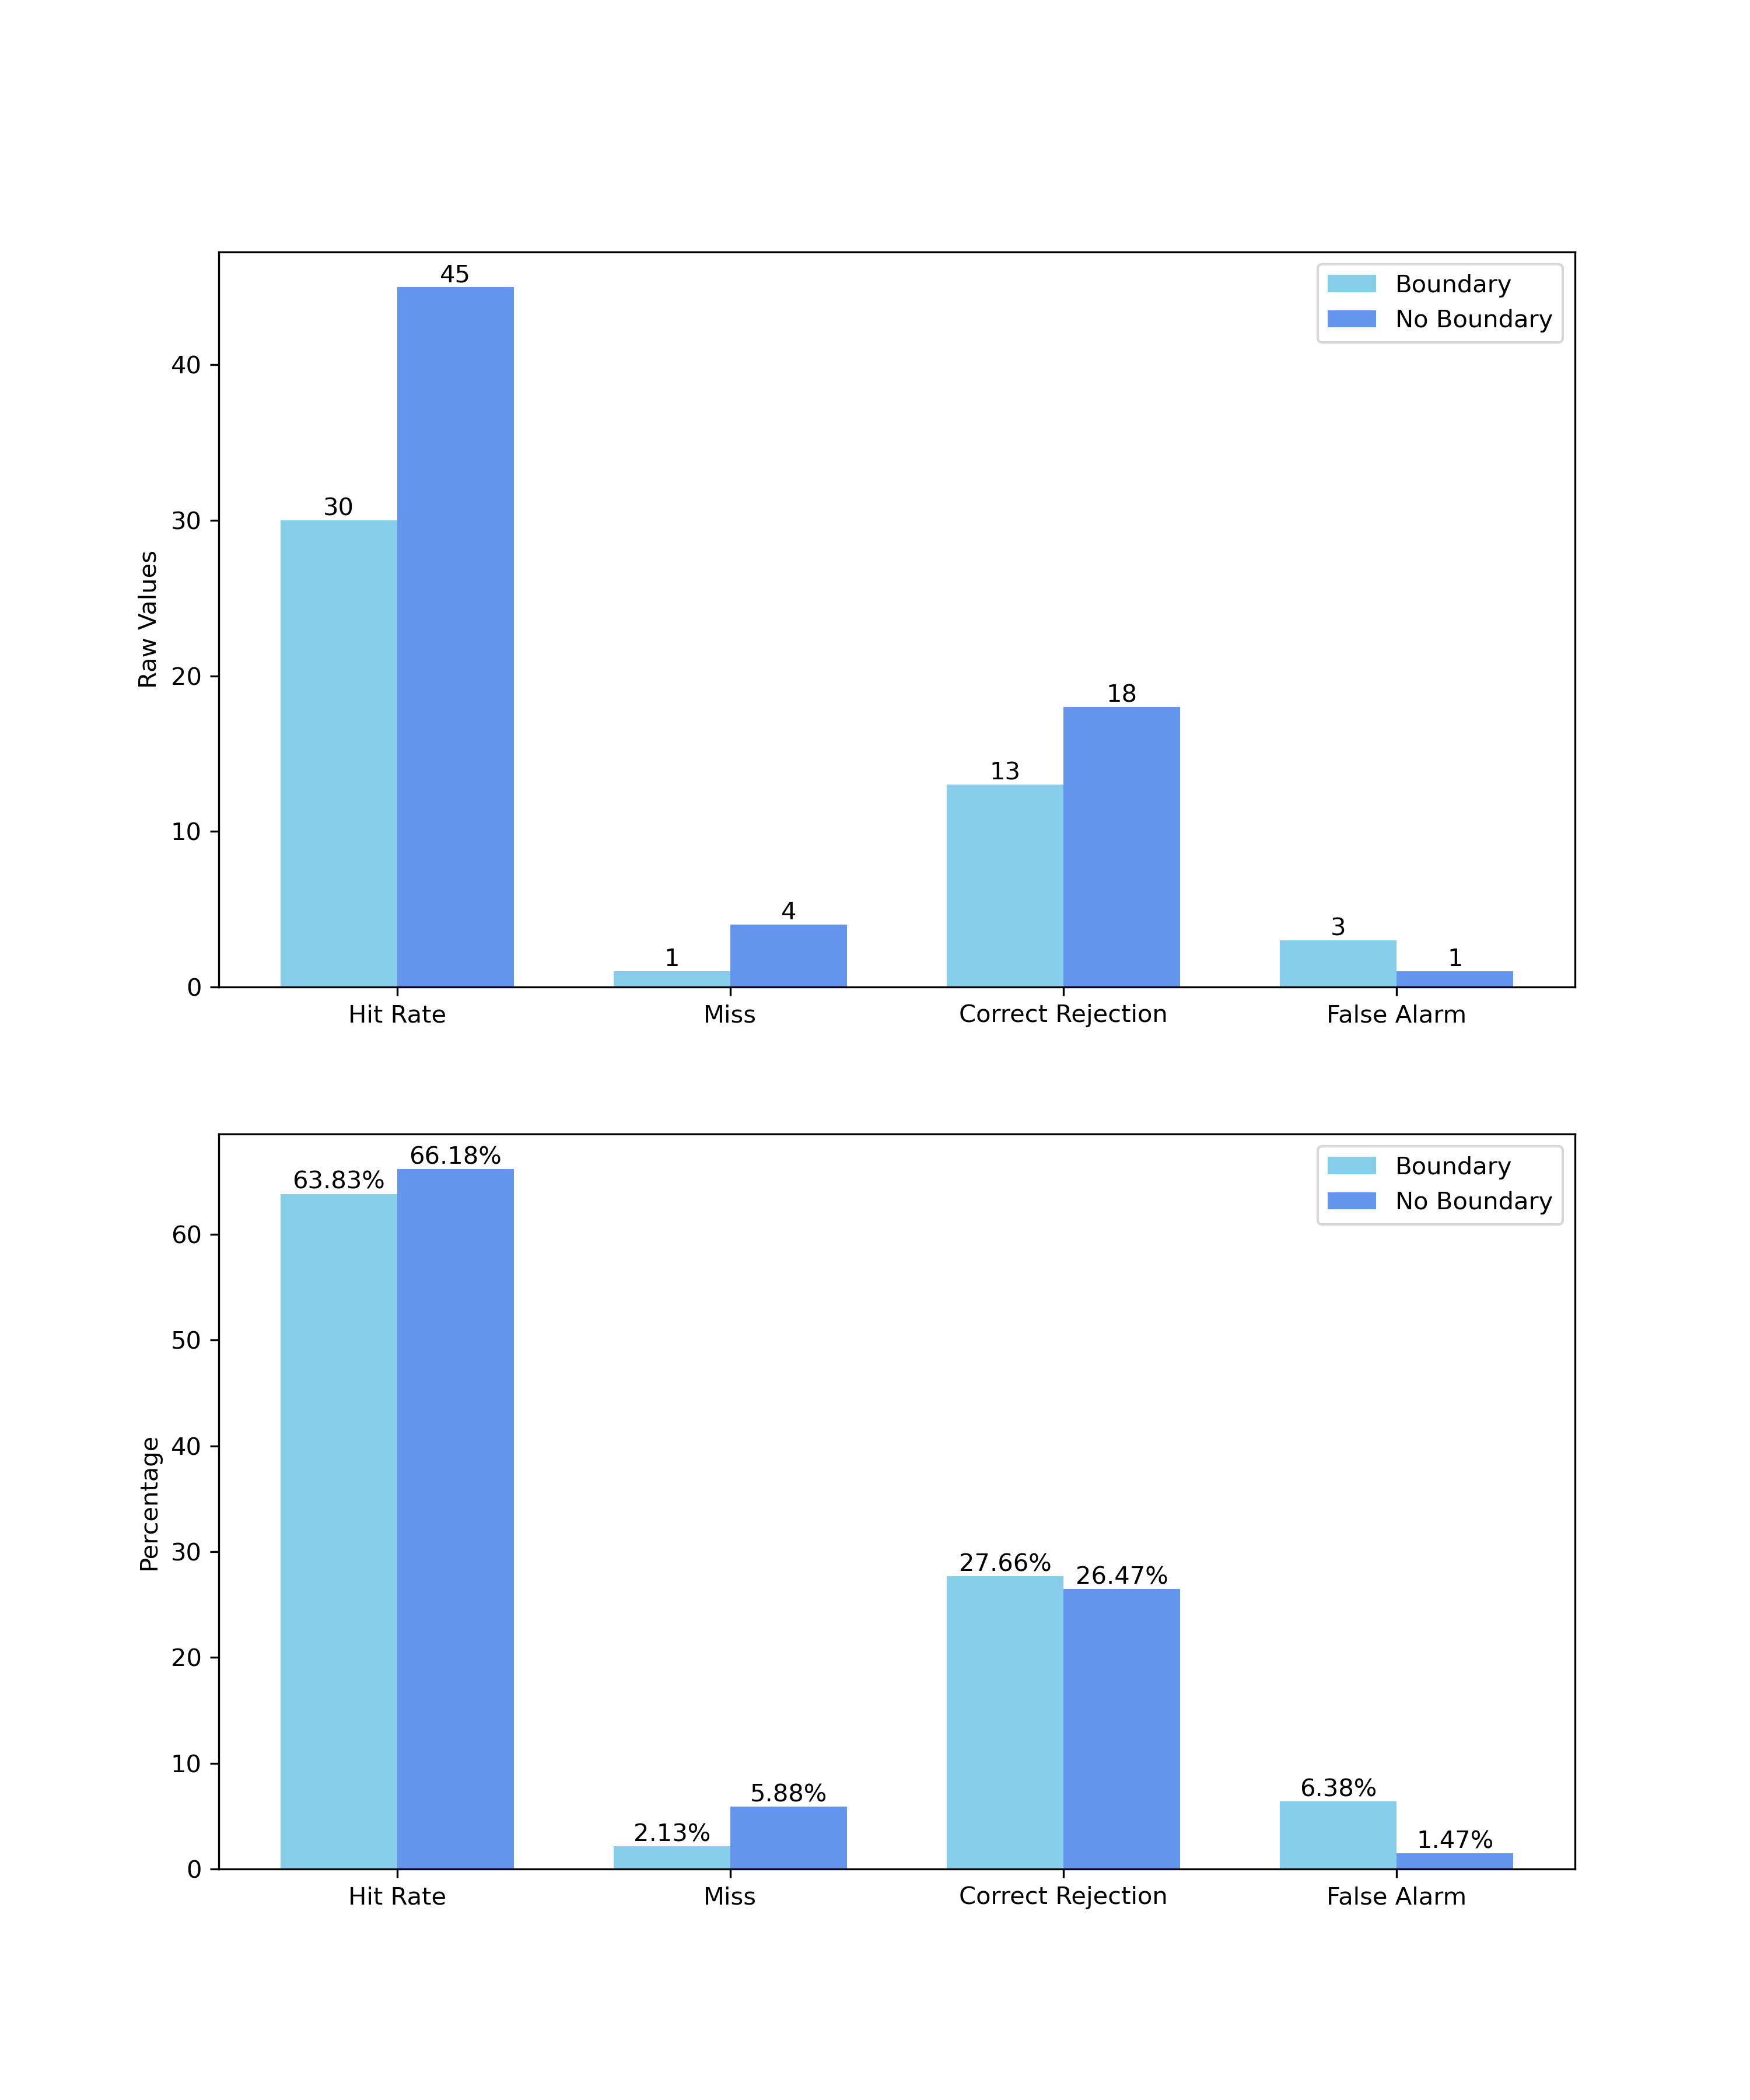 45
Boundary
No Boundary
40
30
30
Raw Values
20
18
13
10
4
3
1
1
0
Hit Rate
Miss
Correct Rejection
False Alarm
66.18%
63.83%
Boundary
No Boundary
60
50
Percentage
40
30
27.66%
26.47%
20
10
5.88%
6.38%
2.13%
1.47%
0
Hit Rate
Miss
Correct Rejection
False Alarm